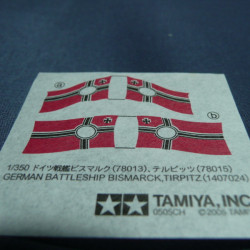 a
b
1/350 ドイツ戦艦ビスマルク(78013)、テルピッツ(78015)
GERMAN BATTLESHIP BISMARCK,TIRPITZ (1407024)
TAMIYA, INC
0505CH ©2005 TAMIYA